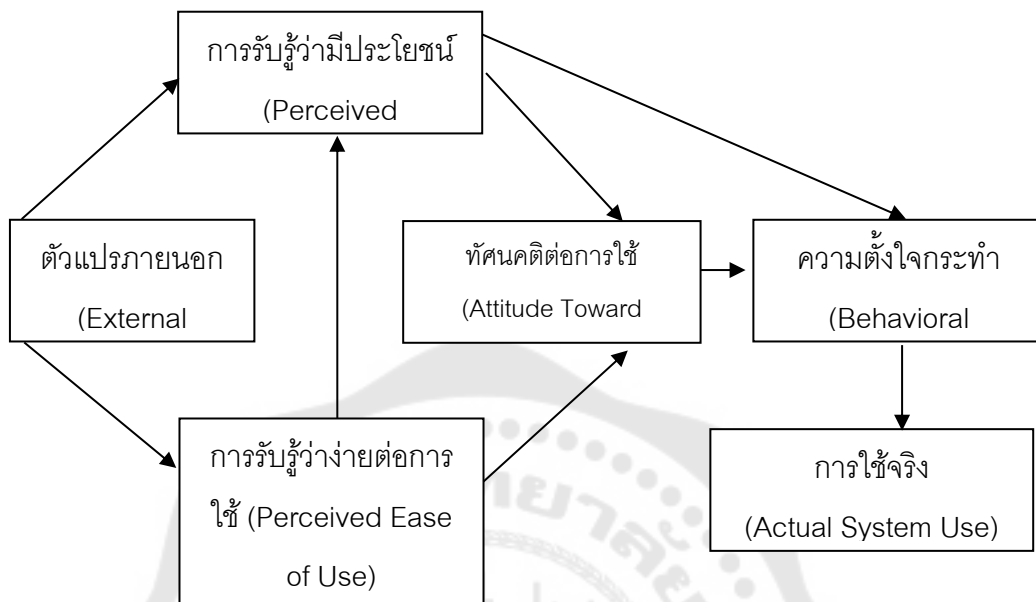 การรับรู้ว่ามีประโยชน์
(Perceived
ตัวแปรภายนอก
(External
ทัศนคติต่อการใช้
(Attitude Toward
ความตั้งใจกระทำ
(Behavioral
การรับรู้ว่าง่ายต่อการ
ใช้ (Perceived Ease
of Use)
การใช้จริง
(Actual System Use)